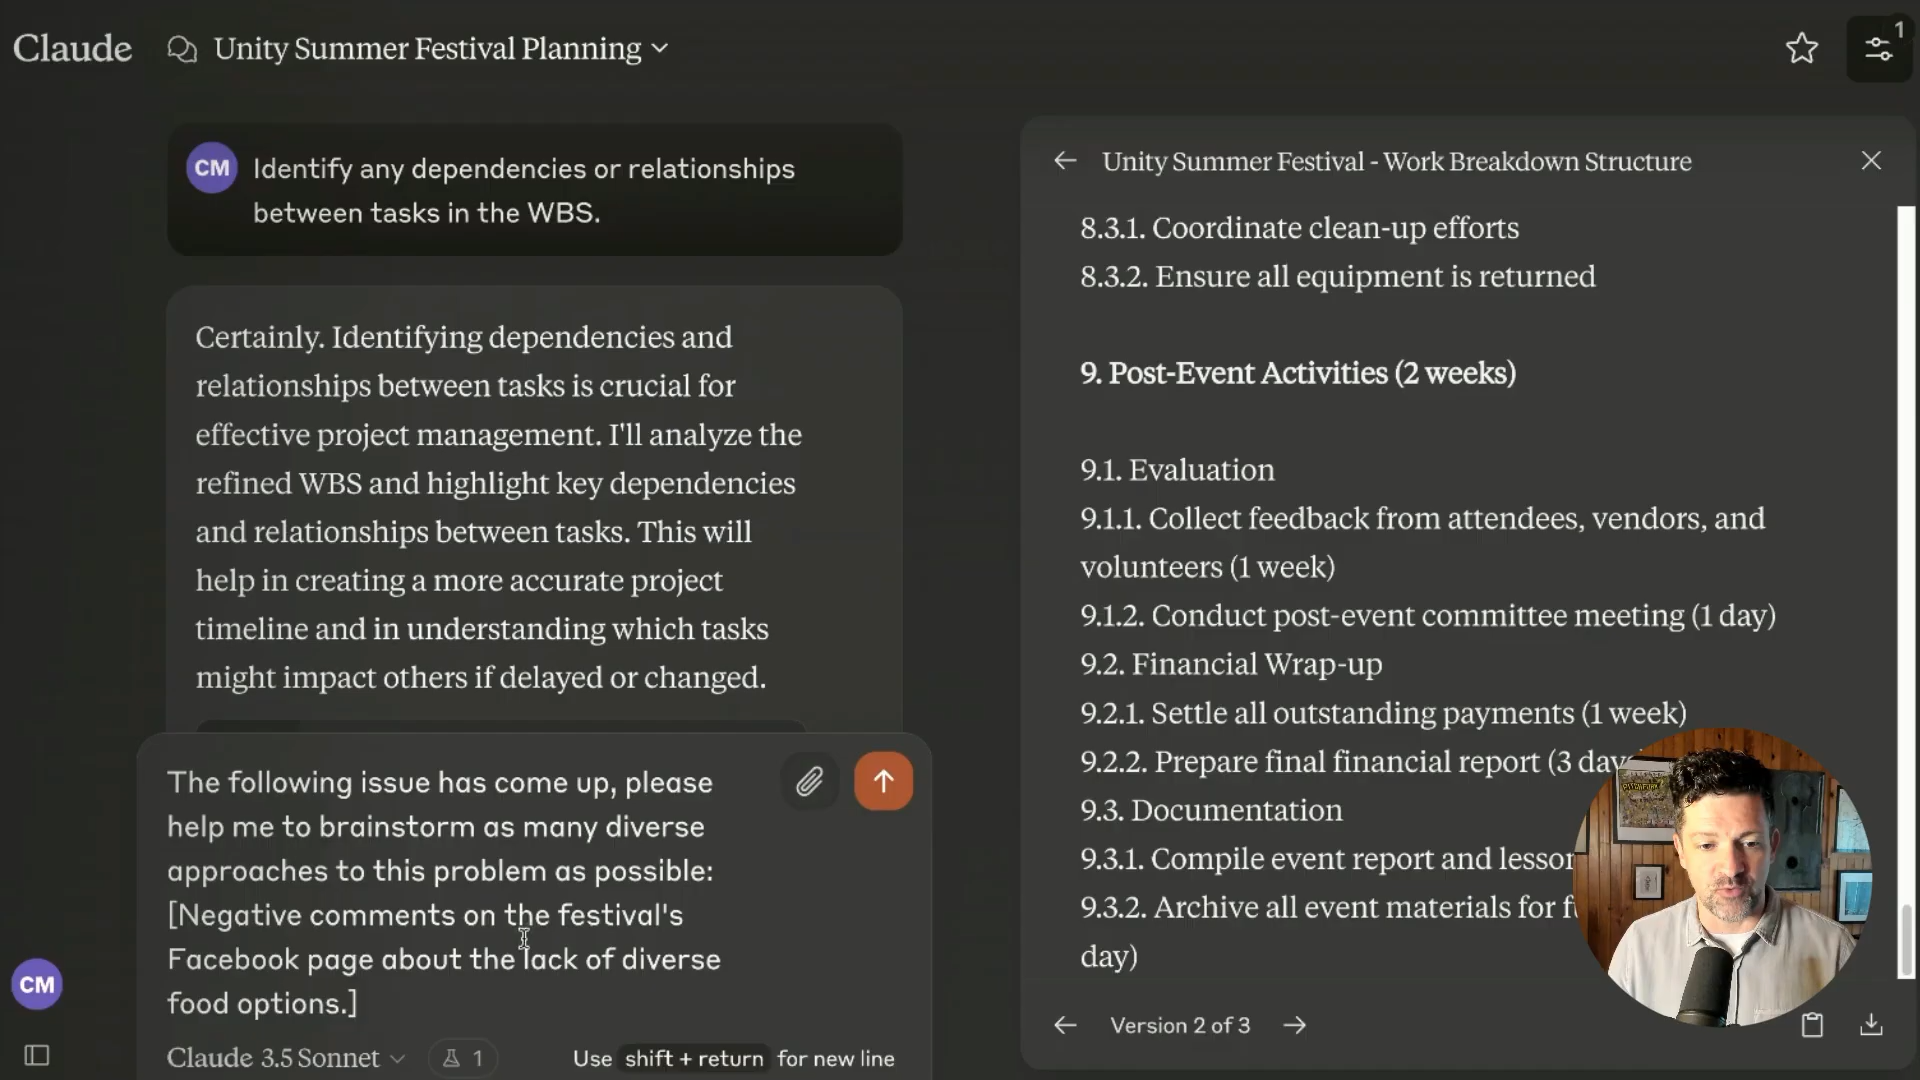 Claude
Unity Summer Festival Planning
1
CM
Identify any dependencies or relationships
between tasks in the WBS.
Certainly. Identifying dependencies and
relationships between tasks is crucial for
effective project management. I'll analyze the
refined WBS and highlight key dependencies
and relationships between tasks. This will
help in creating a more accurate project
timeline and in understanding which tasks
might impact others if delayed or changed.
The following issue has come up, please
help me to brainstorm as many diverse
approaches to this problem as possible:
[Negative comments on the festival's
Facebook page about the lack of diverse
food options.]
CM
Claude 3.5 Sonnet
1
Use shift + return for new line
Unity Summer Festival - Work Breakdown Structure
8.3.1. Coordinate clean-up efforts
8.3.2. Ensure all equipment is returned
9. Post-Event Activities (2 weeks)
9.1. Evaluation
9.1.1. Collect feedback from attendees, vendors, and
volunteers (1 week)
9.1.2. Conduct post-event committee meeting (1 day)
9.2. Financial Wrap-up
9.2.1. Settle all outstanding payments (1 week)
9.2.2. Prepare final financial report (3 day
9.3. Documentation
9.3.1. Compile event report and lesson
9.3.2. Archive all event materials for f
day)
Version 2 of 3